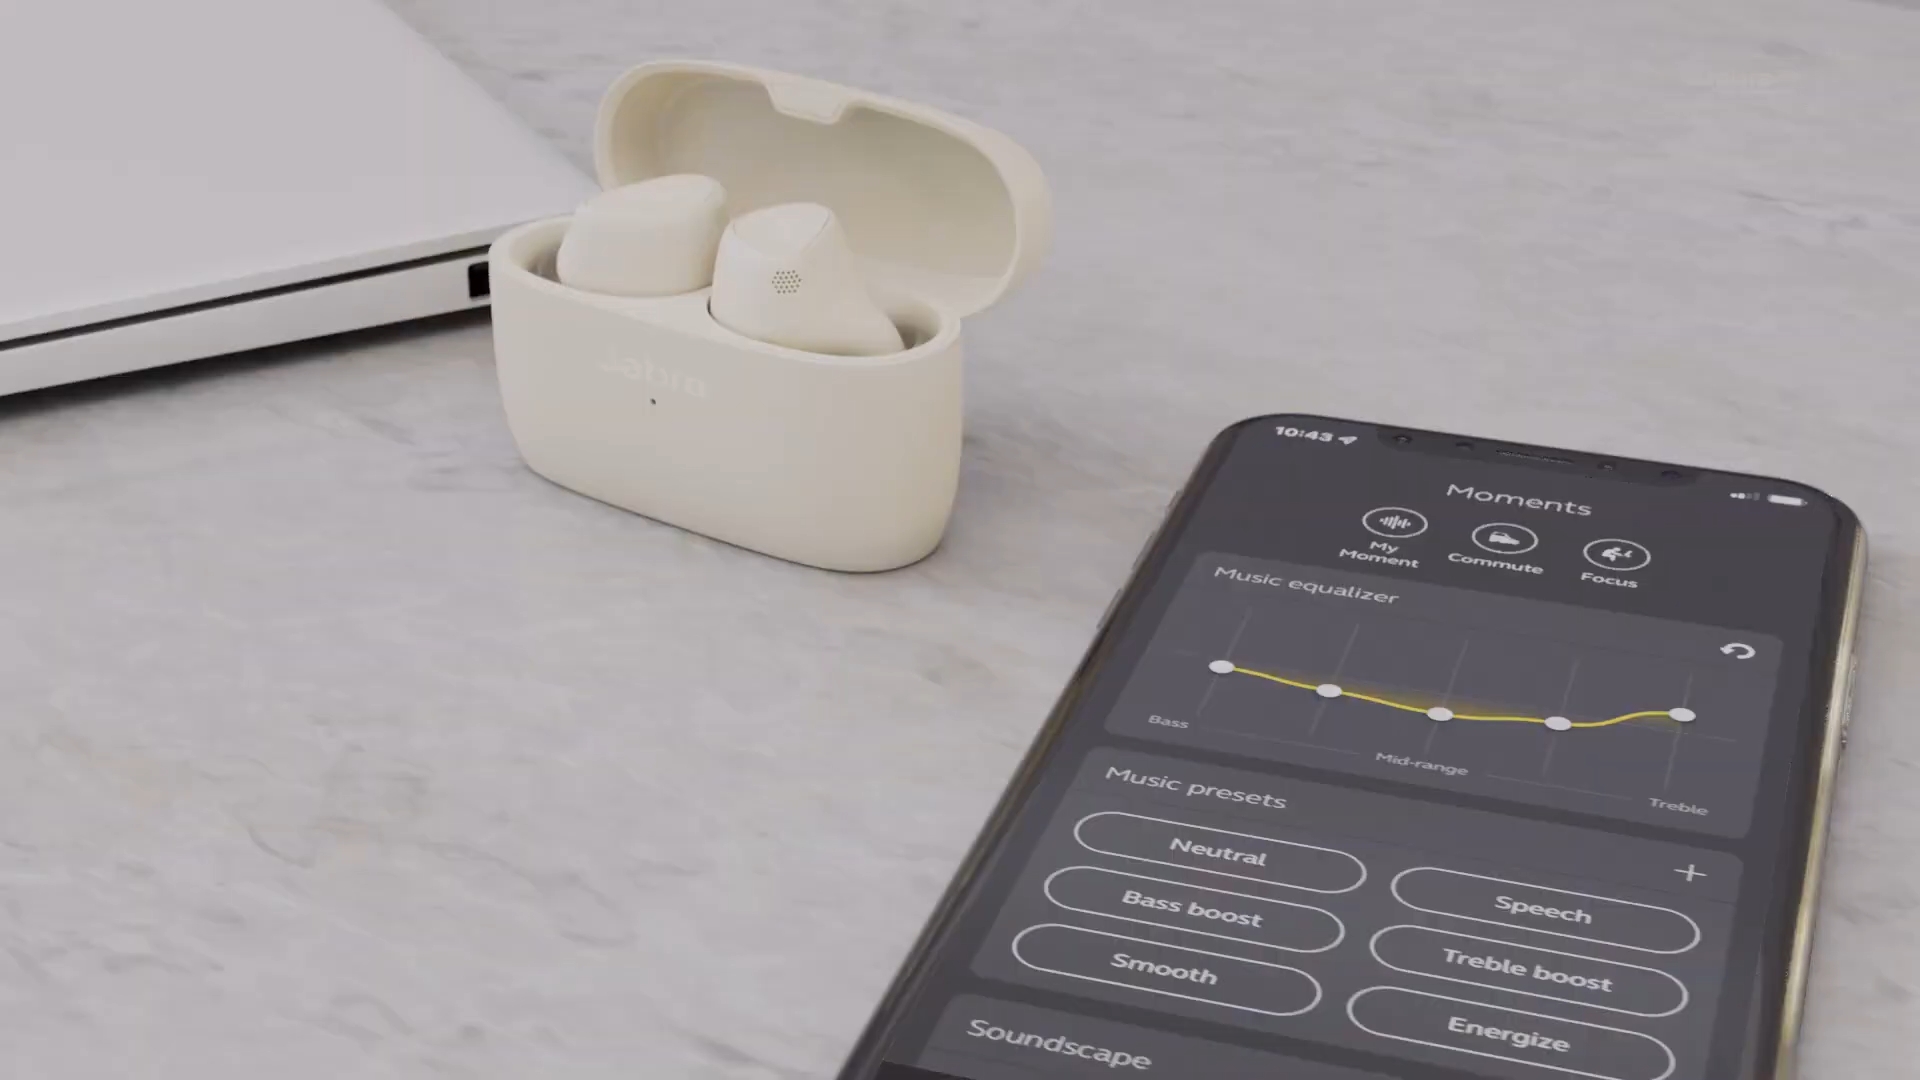 Jabra
10:43
Moments
My
Moment
Commute
Focus
Music equalizer
Bass
Mid-range
Treble
Music presets
Neutral
Speech
Bass boost
Treble boost
Smooth
Energize
Soundscape